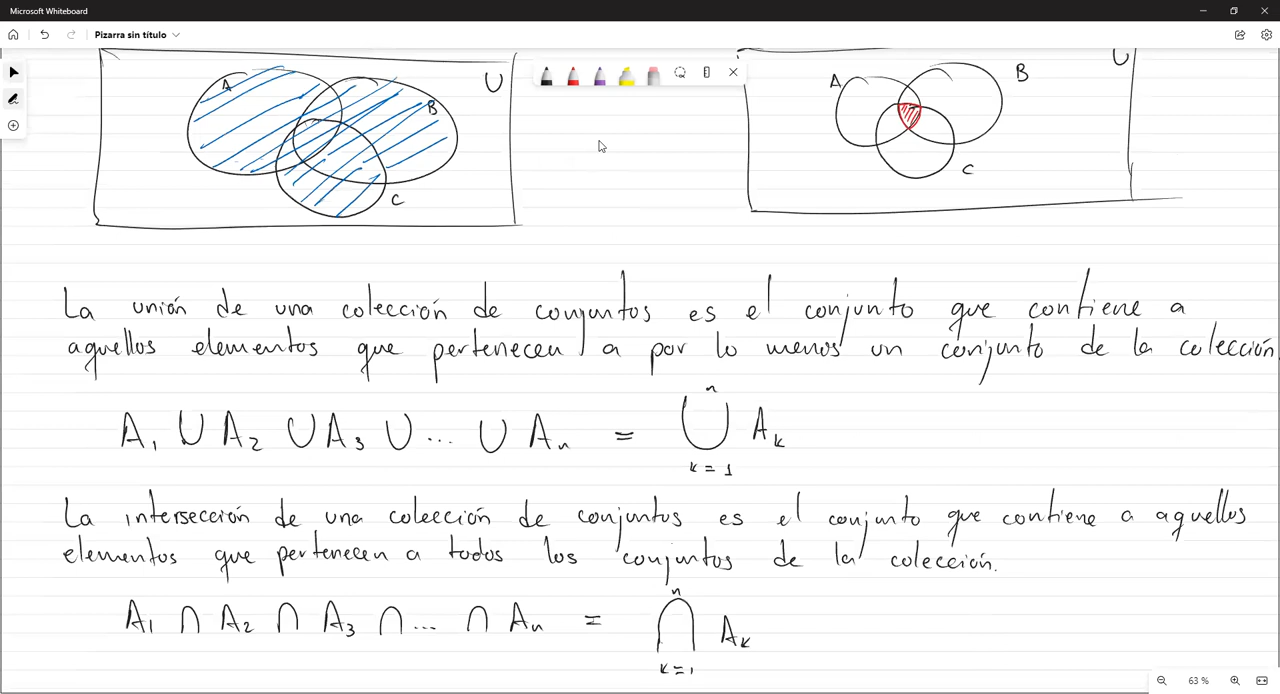 Microsoft Whiteboard
Pizarra sin título
A B C U
A B C U
La unión de una colección de conjuntos es el conjunto que contiene a
aquellos elementos que pertenecen a por lo menos un conjunto de la colección
A₁ ∪ A₂ ∪ A₃ ∪ ... ∪ Aₙ = ⋃ₖ₌₁ⁿ Aₖ
La intersección de una colección de conjuntos es el conjunto que contiene a aquellos
elementos que pertenecen a todos los conjuntos de la colección.
A₁ ∩ A₂ ∩ A₃ ∩ ... ∩ Aₙ = ⋂ₖ₌₁ⁿ Aₖ
63 %